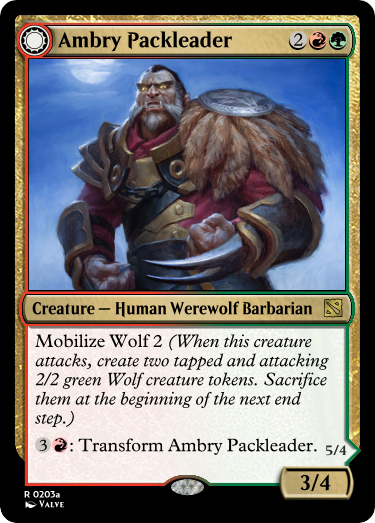 Ambry Packleader 2
Creature — Human Werewolf Barbarian
Mobilize Wolf 2 (When this creature
attacks, create two tapped and attacking
2/2 green Wolf creature tokens. Sacrifice
them at the beginning of the next end
step.)
3 : Transform Ambry Packleader. 5/4
3/4
R 0203a
Valve